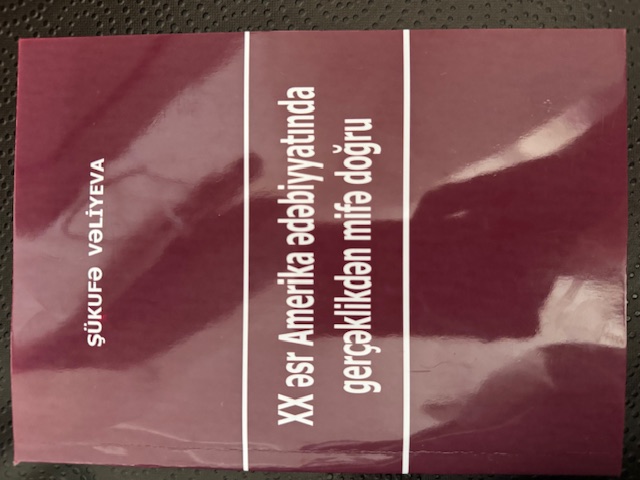 ŞÜKUFƏ VƏLİYEVA
XX əsr Amerika ədəbiyyatında
gerçəklikdən mifə doğru